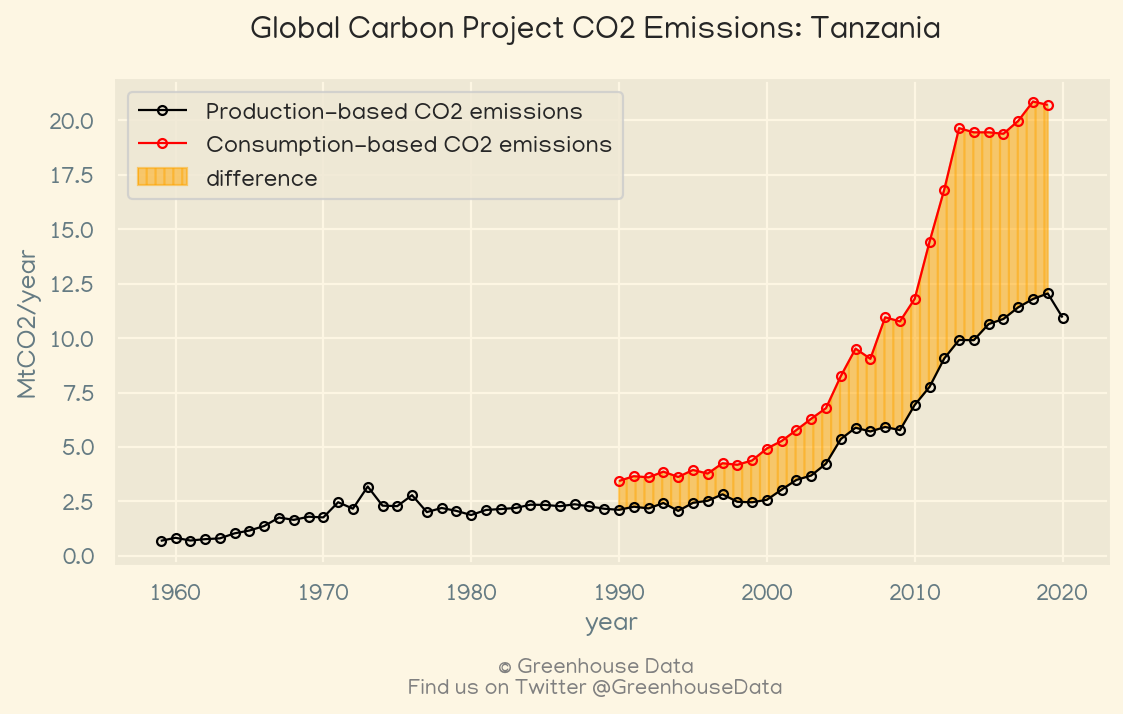 Global Carbon Project CO2 Emissions: Tanzania
Production-based CO2 emissions
Consumption-based CO2 emissions
difference
20.0
17.5
15.0
12.5
10.0
7.5
5.0
2.5
0.0
MtCO2/year
1960 1970 1980 1990 2000 2010 2020
year
© Greenhouse Data
Find us on Twitter @GreenhouseData